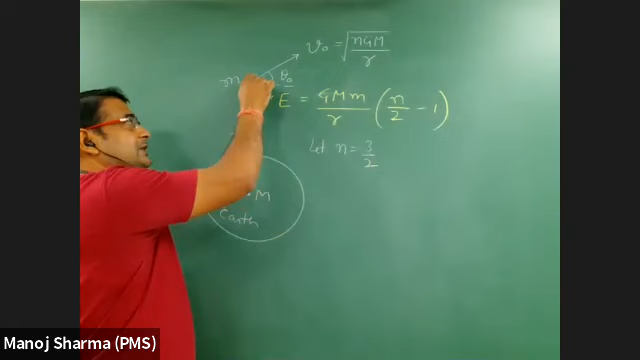 v₀ = √(nGM/r)
m θ₀
E = GMm/r (n/2 - 1)
Let n = 3/2
M
Earth
Manoj Sharma (PMS)